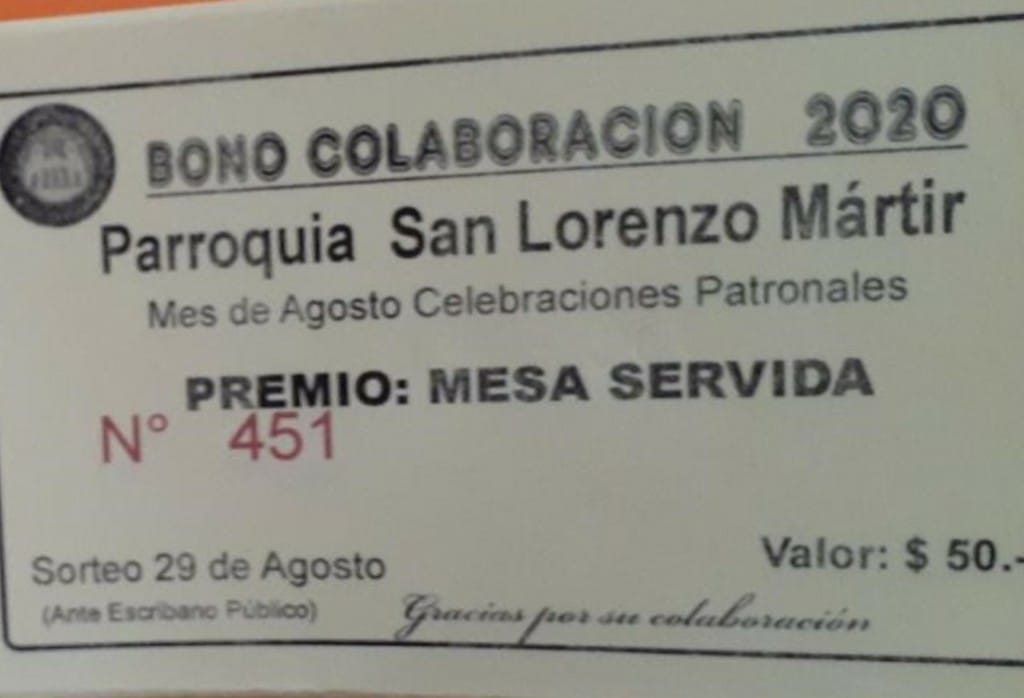 BONO COLABORACION 2020
Parroquia San Lorenzo Mártir
Mes de Agosto Celebraciones Patronales
PREMIO: MESA SERVIDA
N° 451
Sorteo 29 de Agosto
Valor: $ 50.-
(Ante Escribano Público)
Gracias por su colaboración